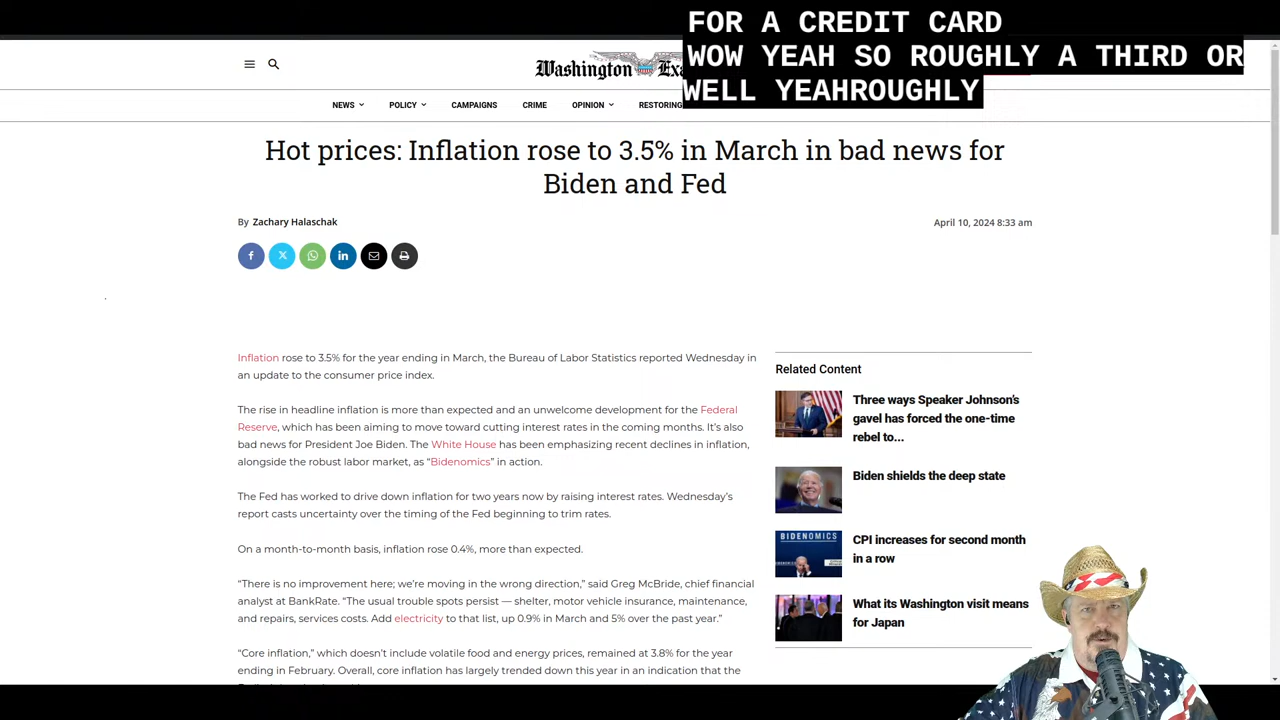 FOR A CREDIT CARD
WOW YEAH SO ROUGHLY A THIRD OR
WELL YEAHROUGHLY
Washington Exa
NEWS
POLICY
CAMPAIGNS
CRIME
OPINION
RESTORING
Hot prices: Inflation rose to 3.5% in March in bad news for
Biden and Fed
By Zachary Halaschak
April 10, 2024 8:33 am
Inflation rose to 3.5% for the year ending in March, the Bureau of Labor Statistics reported Wednesday in
an update to the consumer price index.
The rise in headline inflation is more than expected and an unwelcome development for the Federal
Reserve, which has been aiming to move toward cutting interest rates in the coming months. It’s also
bad news for President Joe Biden. The White House has been emphasizing recent declines in inflation,
alongside the robust labor market, as “Bidenomics” in action.
The Fed has worked to drive down inflation for two years now by raising interest rates. Wednesday’s
report casts uncertainty over the timing of the Fed beginning to trim rates.
On a month-to-month basis, inflation rose 0.4%, more than expected.
“There is no improvement here; we’re moving in the wrong direction,” said Greg McBride, chief financial
analyst at BankRate. “The usual trouble spots persist — shelter, motor vehicle insurance, maintenance,
and repairs, services costs. Add electricity to that list, up 0.9% in March and 5% over the past year.”
“Core inflation,” which doesn’t include volatile food and energy prices, remained at 3.8% for the year
ending in February. Overall, core inflation has largely trended down this year in an indication that the
Related Content
Three ways Speaker Johnson’s
gavel has forced the one-time
rebel to...
Biden shields the deep state
BIDENOMICS
CPI increases for second month
in a row
What its Washington visit means
for Japan